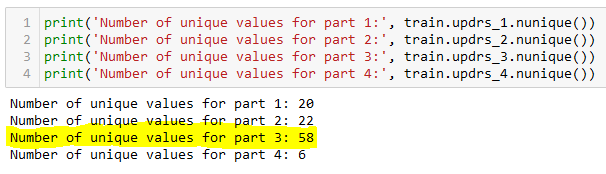 1 print('Number of unique values for part 1:', train.updrs_1.nunique())
2 print('Number of unique values for part 2:', train.updrs_2.nunique())
3 print('Number of unique values for part 3:', train.updrs_3.nunique())
4 print('Number of unique values for part 4:', train.updrs_4.nunique())
Number of unique values for part 1: 20
Number of unique values for part 2: 22
Number of unique values for part 3: 58
Number of unique values for part 4: 6